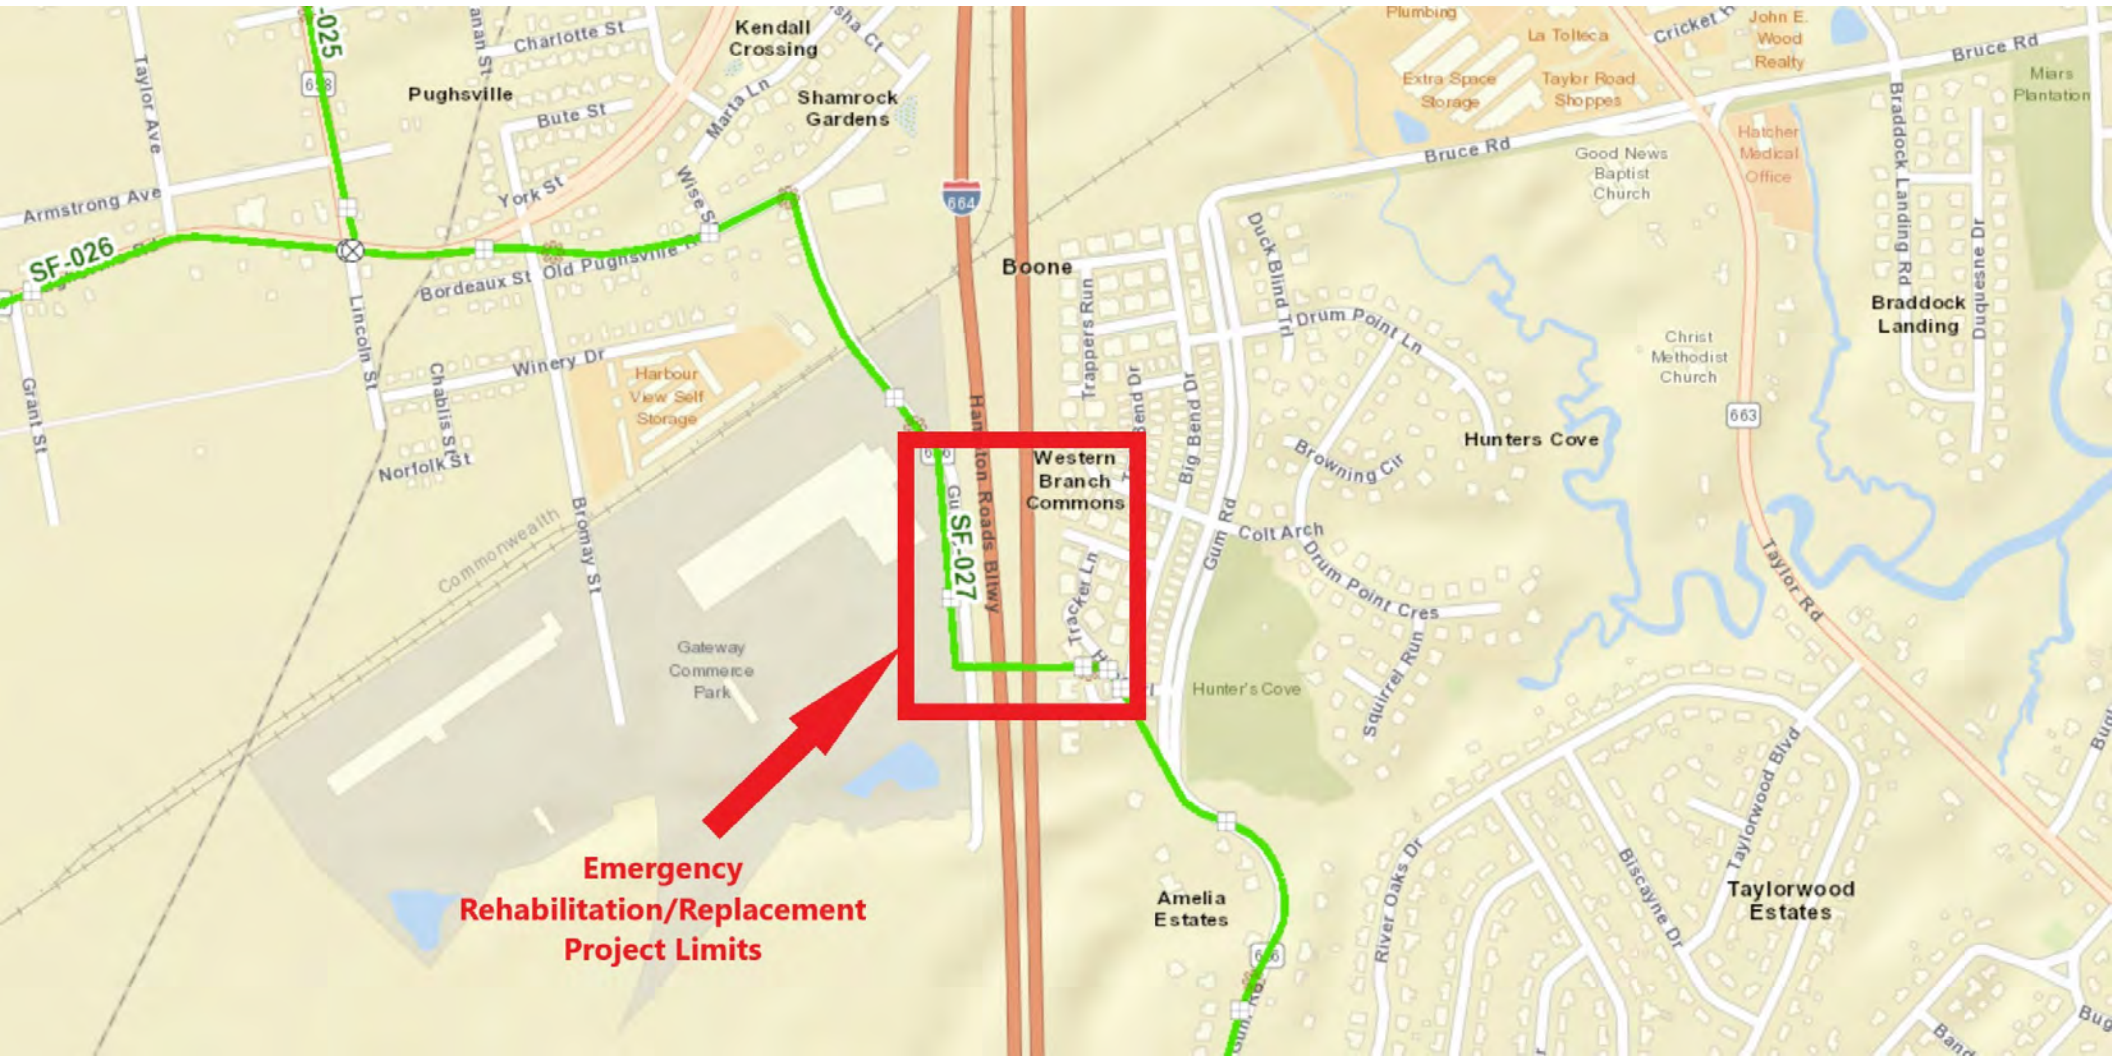 -025
Charlotte St
Kendall
Crossing
Taylor Ave
Pughsville
Bute St
Marta Ln
Shamrock
Gardens
Armstrong Ave
York St
Wise St
SF-026
Bordeaux St
Old Pughsville
Lincoln St
Grant St
Winery Dr
Chablis St
Norfolk St
Harbour
View Self
Storage
Bromay St
Commonwealth
Gateway
Commerce
Park
664
Hampton Roads Bltwy
SF-027
Boone
Trappers Run
Bend Dr
Big Bend Dr
Western
Branch
Commons
Tracker Ln
Gum Rd
Colt Arch
Duck Blind Trl
Drum Point Ln
Browning Cir
Hunters Cove
Drum Point Cres
Squirrel Run
Hunter's Cove
Plumbing
La Tolteca
Extra Space
Storage
Taylor Road
Shoppes
John E.
Wood
Realty
Bruce Rd
Bruce Rd
Miars
Plantation
Hatcher
Medical
Office
Good News
Baptist
Church
Christ
Methodist
Church
663
Braddock Landing Rd
Duquesne Dr
Braddock
Landing
Taylor Rd
Amelia
Estates
Gum Rd
River Oaks Dr
Biscayne Dr
Taylorwood Blvd
Taylorwood
Estates
Emergency
Rehabilitation/Replacement
Project Limits